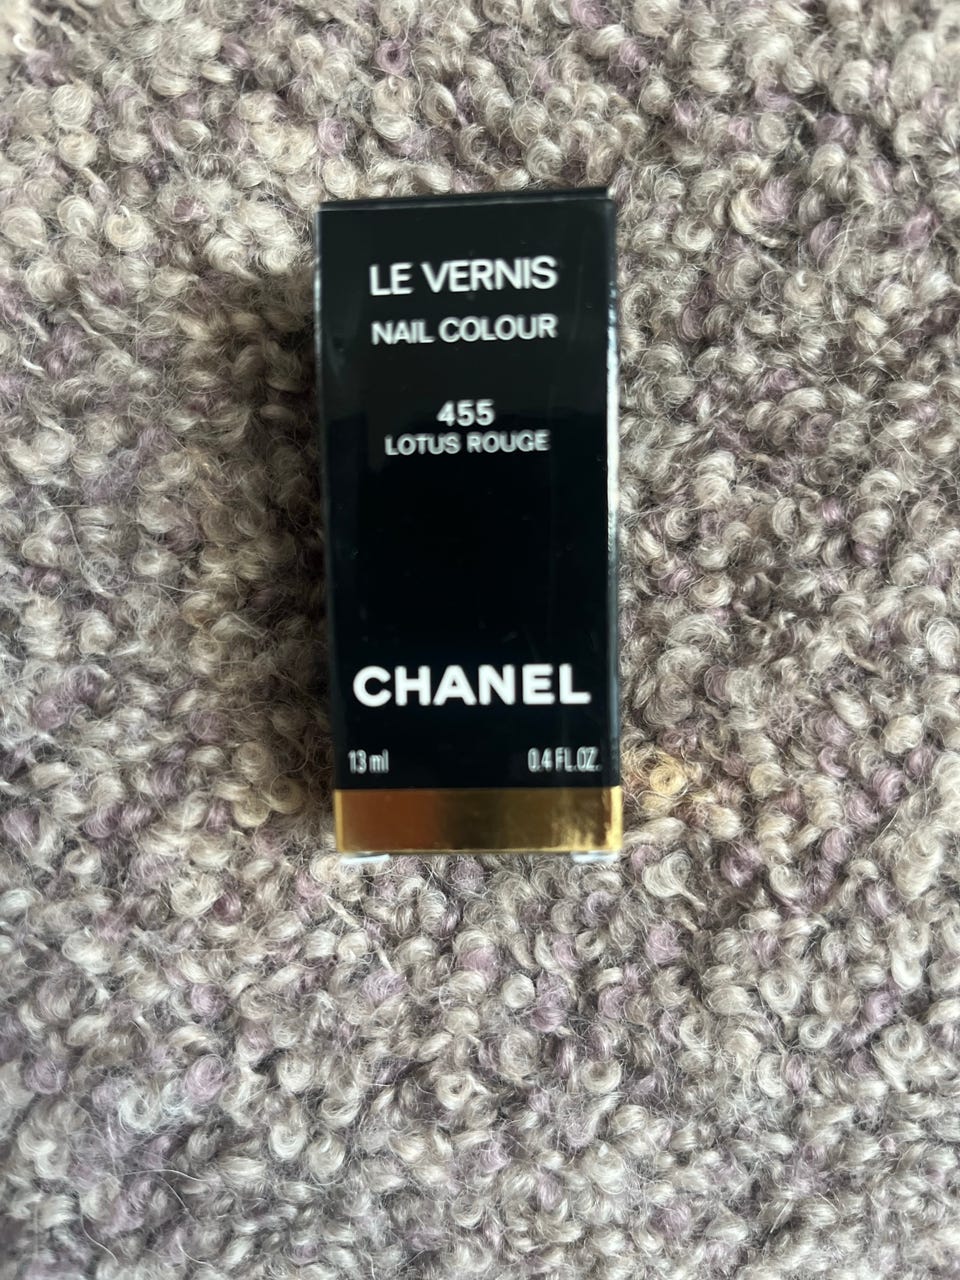 LE VERNIS
NAIL COLOUR
455
LOTUS ROUGE
CHANEL
13 ml 0.4 FL.OZ.